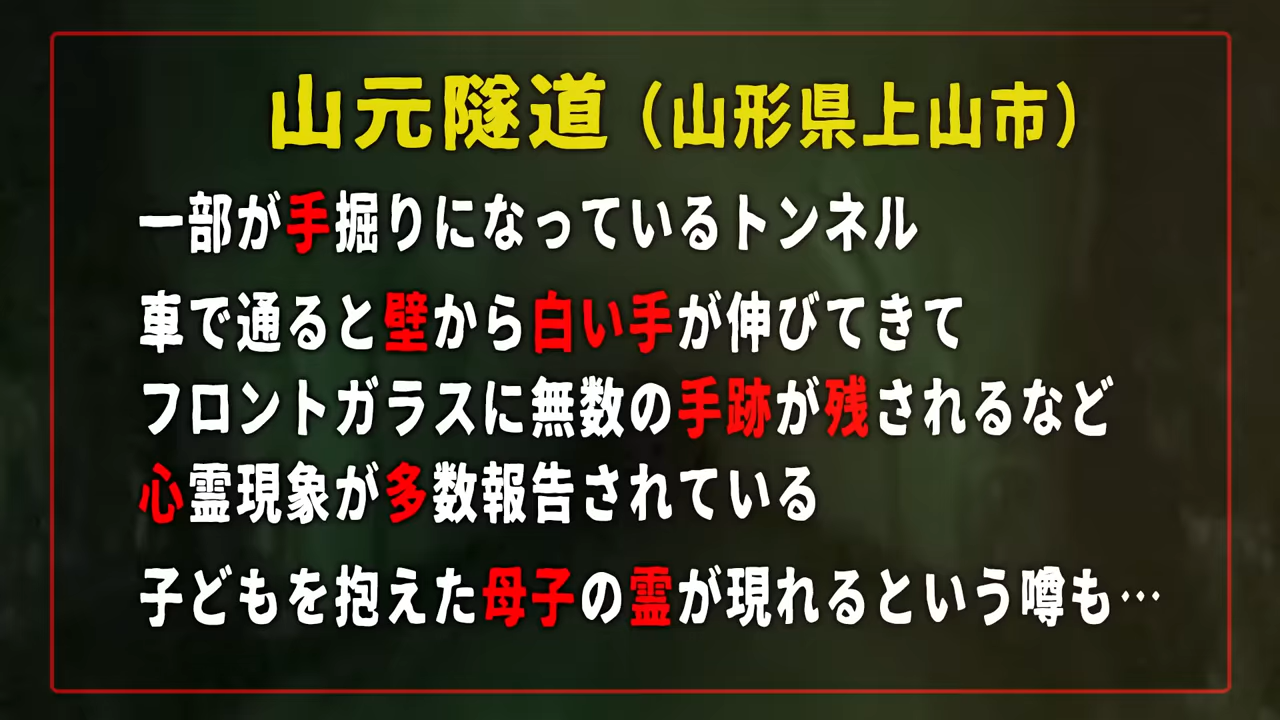 山元隧道（山形県上山市）
一部が手掘りになっているトンネル
車で通ると壁から白い手が伸びてきて
フロントガラスに無数の手跡が残されるなど
心霊現象が多数報告されている
子どもを抱えた母子の霊が現れるという噂も…